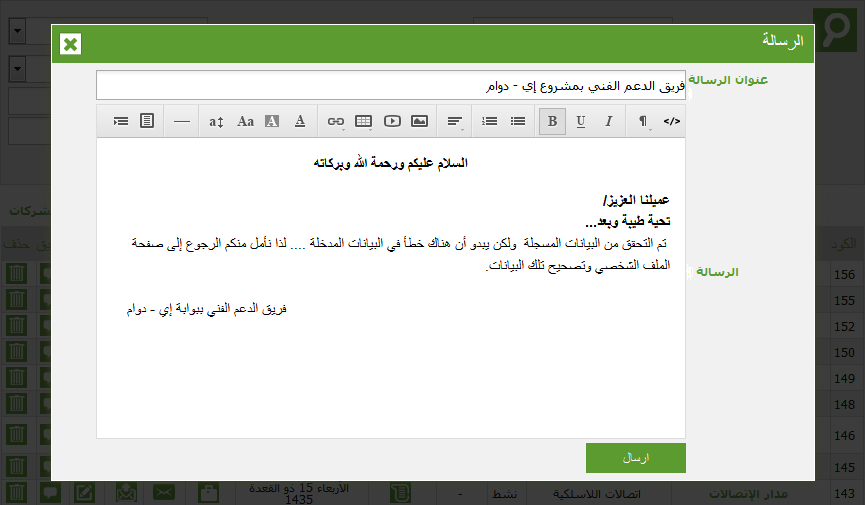 الرسالة
عنوان الرسالة
فريق الدعم الفني بمشروع إي - دوام
السلام عليكم ورحمة الله وبركاته
عميلنا العزيز/
تحية طيبة وبعد...
تم التحقق من البيانات المسجلة ولكن يبدو أن هناك خطأ في البيانات المدخلة .... لذا نأمل منكم الرجوع إلى صفحة
الملف الشخصي وتصحيح تلك البيانات.
الرسالة
فريق الدعم الفني ببوابة إي - دوام
ارسال
الكود
حذف
156
155
152
150
149
148
146
145
143 مدار الإتصالات اتصالات اللاسلكية نشط - الأربعاء 15 ذو القعدة
1435